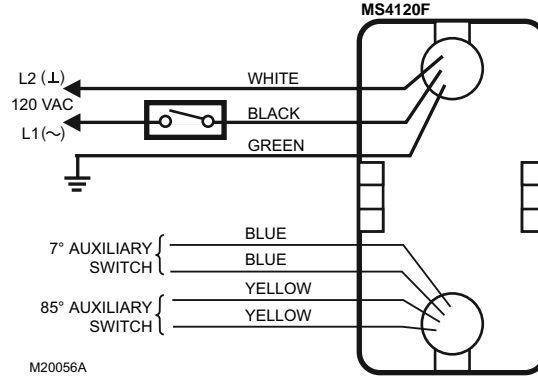 MS4120F
L2 (⊥)
WHITE
120 VAC
BLACK
L1(∼)
GREEN
BLUE
7° AUXILIARY
SWITCH
BLUE
YELLOW
85° AUXILIARY
SWITCH
YELLOW
M20056A